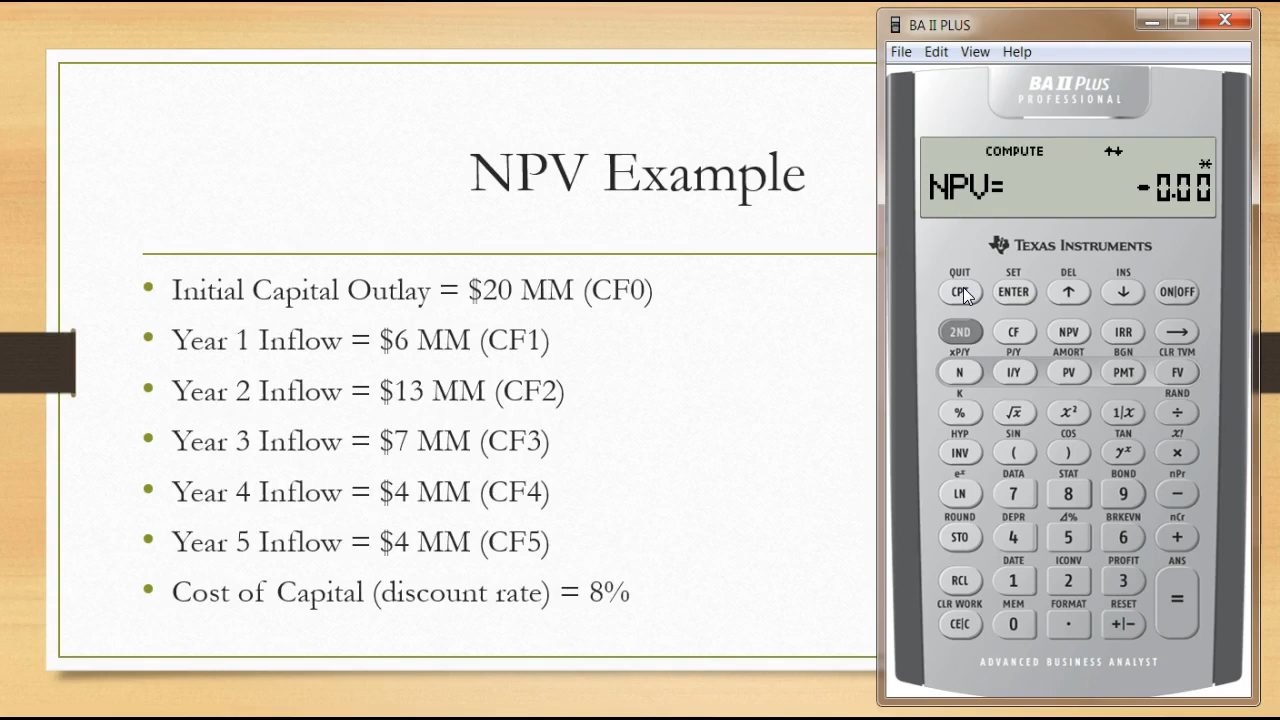 NPV Example
• Initial Capital Outlay = $20 MM (CF0)
• Year 1 Inflow = $6 MM (CF1)
• Year 2 Inflow = $13 MM (CF2)
• Year 3 Inflow = $7 MM (CF3)
• Year 4 Inflow = $4 MM (CF4)
• Year 5 Inflow = $4 MM (CF5)
• Cost of Capital (discount rate) = 8%
BA II PLUS
File Edit View Help
BA II PLUS
PROFESSIONAL
COMPUTE ↑↓
*
NPV= -0.00
TEXAS INSTRUMENTS
QUIT SET DEL INS
ENTER ↑ ↓ ON|OFF
2ND CF NPV IRR →
xP/Y P/Y AMORT BGN CLR TVM
N I/Y PV PMT FV
K RAND
% √x x² 1/x ÷
HYP SIN COS TAN x!
INV ( ) yˣ ×
eˣ DATA STAT BOND nPr
LN 7 8 9 −
ROUND DEPR Δ% BRKEVN nCr
STO 4 5 6 +
DATE ICONV PROFIT ANS
RCL 1 2 3 =
CLR WORK MEM FORMAT RESET
CE|C 0 . +|−
ADVANCED BUSINESS ANALYST